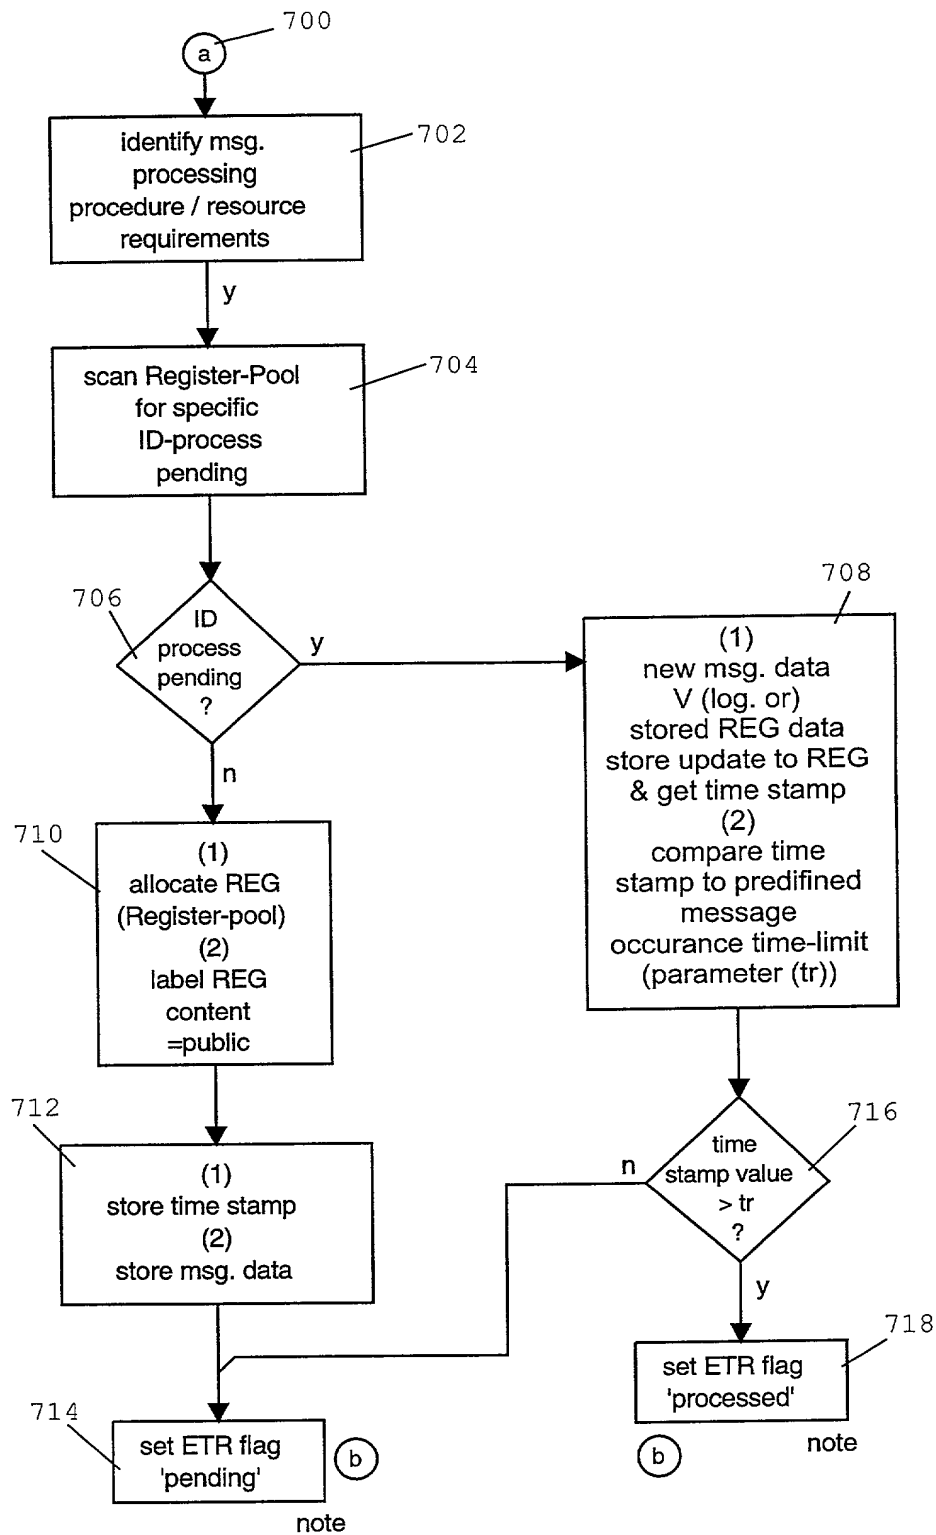 700
a
702
identify msg.
processing
procedure / resource
requirements
y
704
scan Register-Pool
for specific
ID-process
pending
706
ID
process
pending
?
y
n
708
(1)
new msg. data
V (log. or)
stored REG data
store update to REG
& get time stamp
(2)
compare time
stamp to predifined
message
occurance time-limit
(parameter (tr))
710
(1)
allocate REG
(Register-pool)
(2)
label REG
content
=public
712
(1)
store time stamp
(2)
store msg. data
716
time
stamp value
> tr
?
n
y
718
set ETR flag
'processed'
b
note
714
set ETR flag
'pending'
b
note